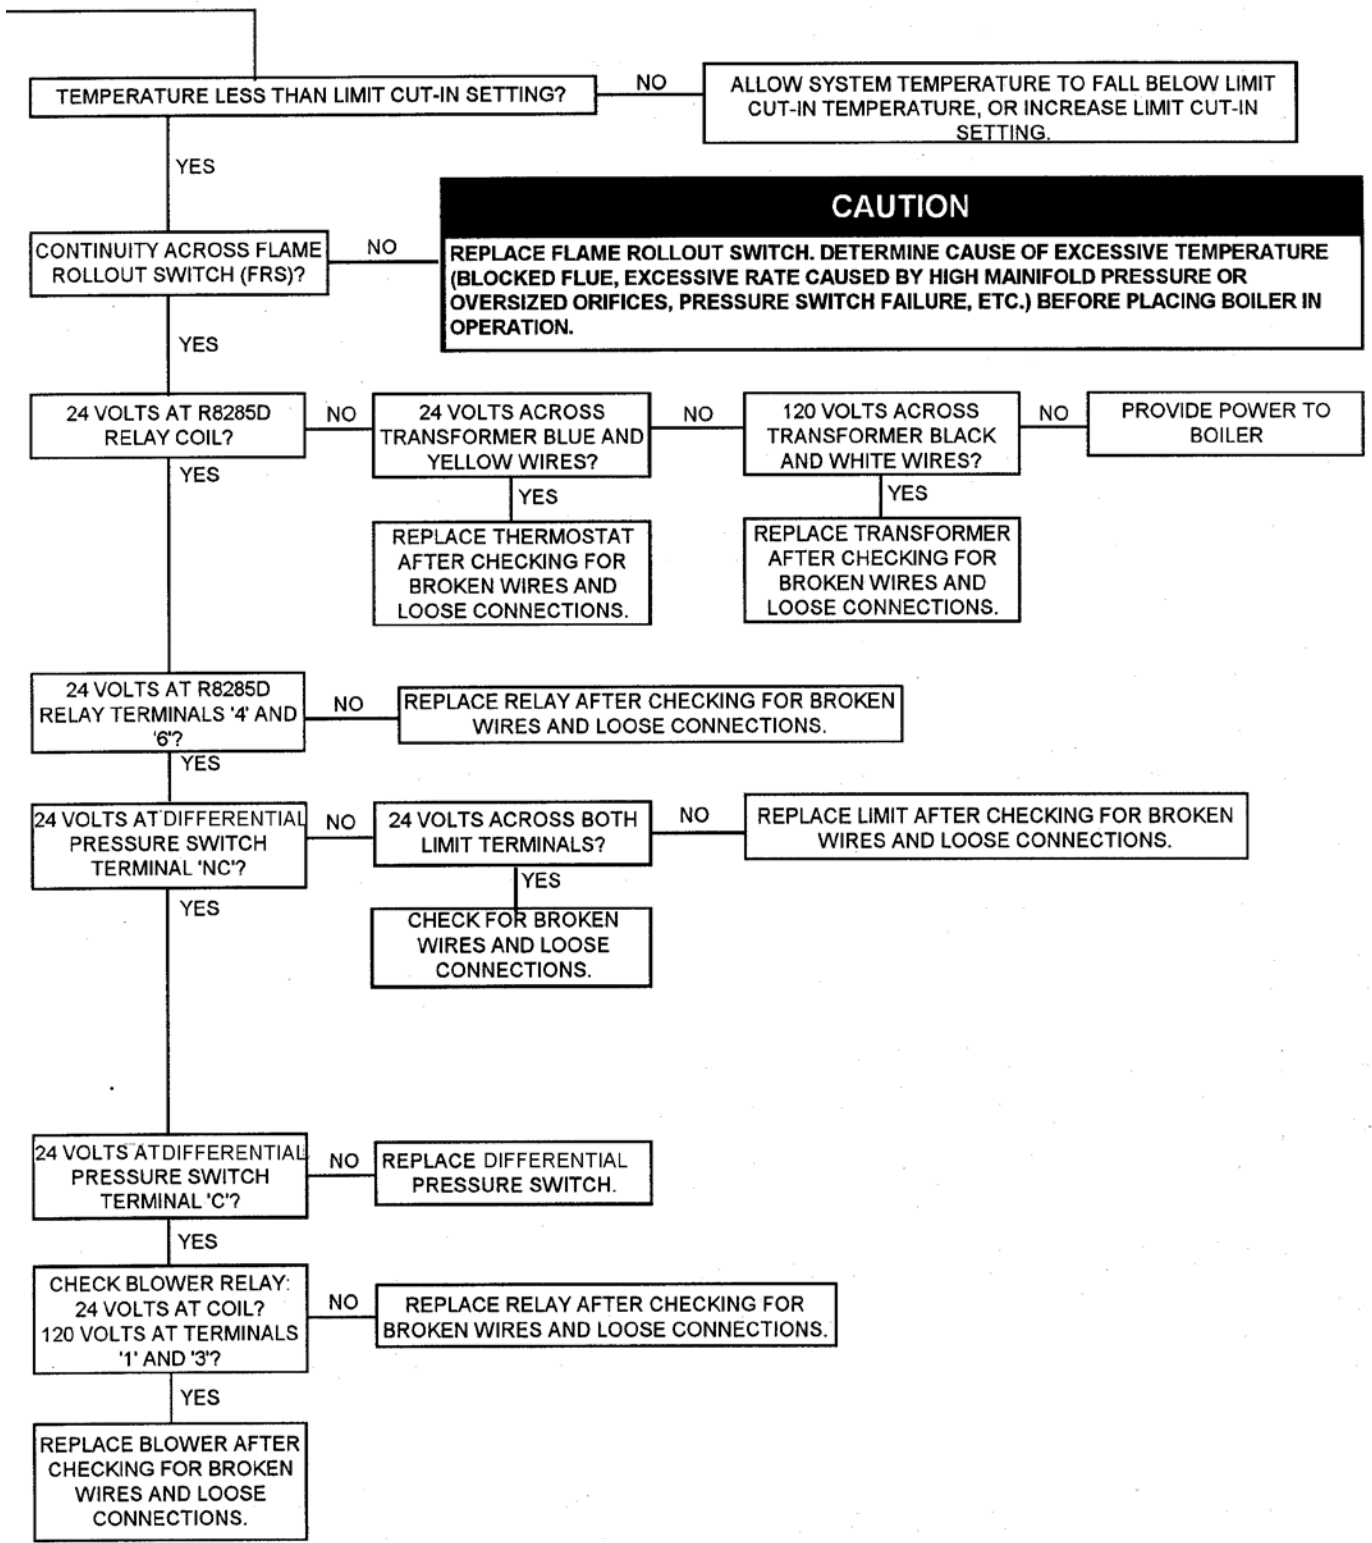 TEMPERATURE LESS THAN LIMIT CUT-IN SETTING?
NO
ALLOW SYSTEM TEMPERATURE TO FALL BELOW LIMIT
CUT-IN TEMPERATURE, OR INCREASE LIMIT CUT-IN
SETTING.
YES
CAUTION
CONTINUITY ACROSS FLAME
ROLLOUT SWITCH (FRS)?
NO
REPLACE FLAME ROLLOUT SWITCH. DETERMINE CAUSE OF EXCESSIVE TEMPERATURE
(BLOCKED FLUE, EXCESSIVE RATE CAUSED BY HIGH MAINIFOLD PRESSURE OR
OVERSIZED ORIFICES, PRESSURE SWITCH FAILURE, ETC.) BEFORE PLACING BOILER IN
OPERATION.
YES
24 VOLTS AT R8285D
RELAY COIL?
NO
24 VOLTS ACROSS
TRANSFORMER BLUE AND
YELLOW WIRES?
NO
120 VOLTS ACROSS
TRANSFORMER BLACK
AND WHITE WIRES?
NO
PROVIDE POWER TO
BOILER
YES
YES
YES
REPLACE THERMOSTAT
AFTER CHECKING FOR
BROKEN WIRES AND
LOOSE CONNECTIONS.
REPLACE TRANSFORMER
AFTER CHECKING FOR
BROKEN WIRES AND
LOOSE CONNECTIONS.
24 VOLTS AT R8285D
RELAY TERMINALS '4' AND
'6'?
NO
REPLACE RELAY AFTER CHECKING FOR BROKEN
WIRES AND LOOSE CONNECTIONS.
YES
24 VOLTS AT DIFFERENTIAL
PRESSURE SWITCH
TERMINAL 'NC'?
NO
24 VOLTS ACROSS BOTH
LIMIT TERMINALS?
NO
REPLACE LIMIT AFTER CHECKING FOR BROKEN
WIRES AND LOOSE CONNECTIONS.
YES
YES
CHECK FOR BROKEN
WIRES AND LOOSE
CONNECTIONS.
24 VOLTS AT DIFFERENTIAL
PRESSURE SWITCH
TERMINAL 'C'?
NO
REPLACE DIFFERENTIAL
PRESSURE SWITCH.
YES
CHECK BLOWER RELAY:
24 VOLTS AT COIL?
120 VOLTS AT TERMINALS
'1' AND '3'?
NO
REPLACE RELAY AFTER CHECKING FOR
BROKEN WIRES AND LOOSE CONNECTIONS.
YES
REPLACE BLOWER AFTER
CHECKING FOR BROKEN
WIRES AND LOOSE
CONNECTIONS.